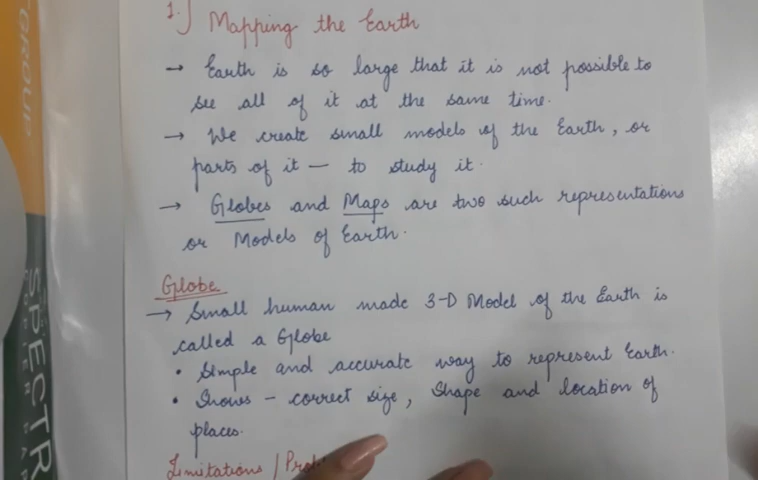 1.] Mapping the Earth
→ Earth is so large that it is not possible to
see all of it at the same time.
→ We create small models of the Earth, or
parts of it — to study it.
→ Globes and Maps are two such representations
or Models of Earth.
Globe
→ Small human made 3-D Model of the Earth is
called a Globe
• Simple and accurate way to represent Earth.
• Shows - correct size, Shape and location of
places.
Limitations /
GROUP
SPECTR